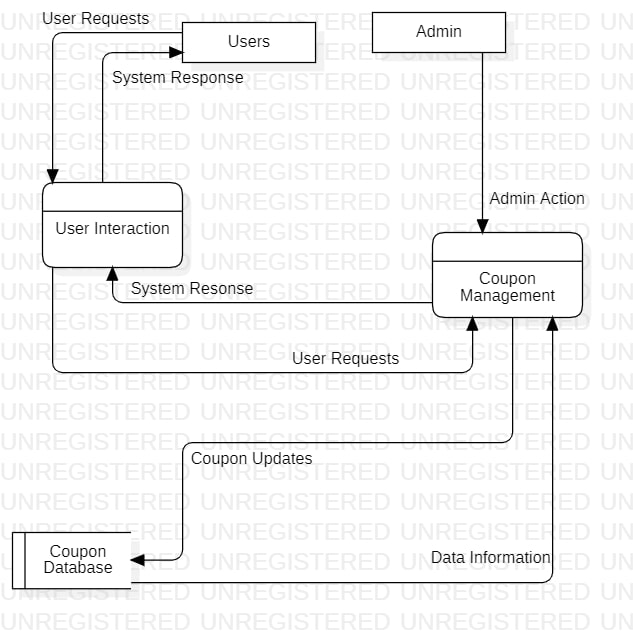 User Requests
Users
Admin
System Response
Admin Action
User Interaction
Coupon
Management
System Resonse
User Requests
Coupon Updates
Coupon
Database
Data Information
UNREGISTERED UNREGISTERED UNREGISTERED UN